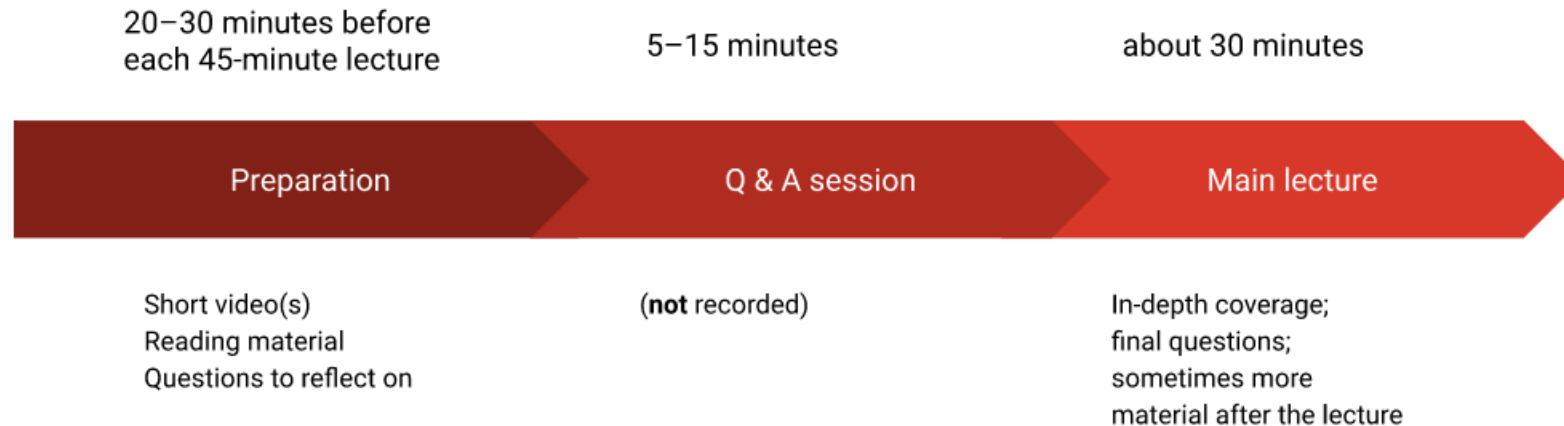 20–30 minutes before
each 45-minute lecture
5–15 minutes
about 30 minutes
Preparation
Q & A session
Main lecture
Short video(s)
Reading material
Questions to reflect on
(not recorded)
In-depth coverage;
final questions;
sometimes more
material after the lecture